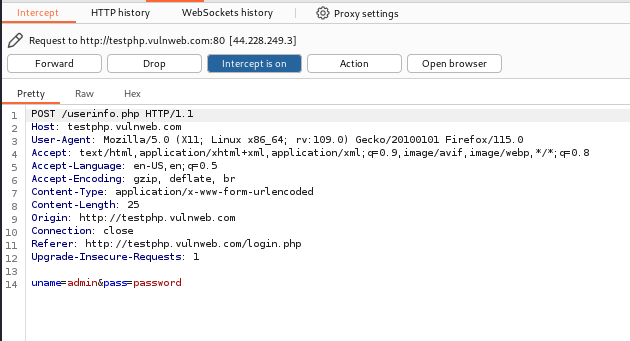 Intercept HTTP history WebSockets history Proxy settings
Request to http://testphp.vulnweb.com:80 [44.228.249.3]
Forward Drop Intercept is on Action Open browser
Pretty Raw Hex
1 POST /userinfo.php HTTP/1.1
2 Host: testphp.vulnweb.com
3 User-Agent: Mozilla/5.0 (X11; Linux x86_64; rv:109.0) Gecko/20100101 Firefox/115.0
4 Accept: text/html,application/xhtml+xml,application/xml;q=0.9,image/avif,image/webp,*/*;q=0.8
5 Accept-Language: en-US,en;q=0.5
6 Accept-Encoding: gzip, deflate, br
7 Content-Type: application/x-www-form-urlencoded
8 Content-Length: 25
9 Origin: http://testphp.vulnweb.com
10 Connection: close
11 Referer: http://testphp.vulnweb.com/login.php
12 Upgrade-Insecure-Requests: 1
13
14 uname=admin&pass=password